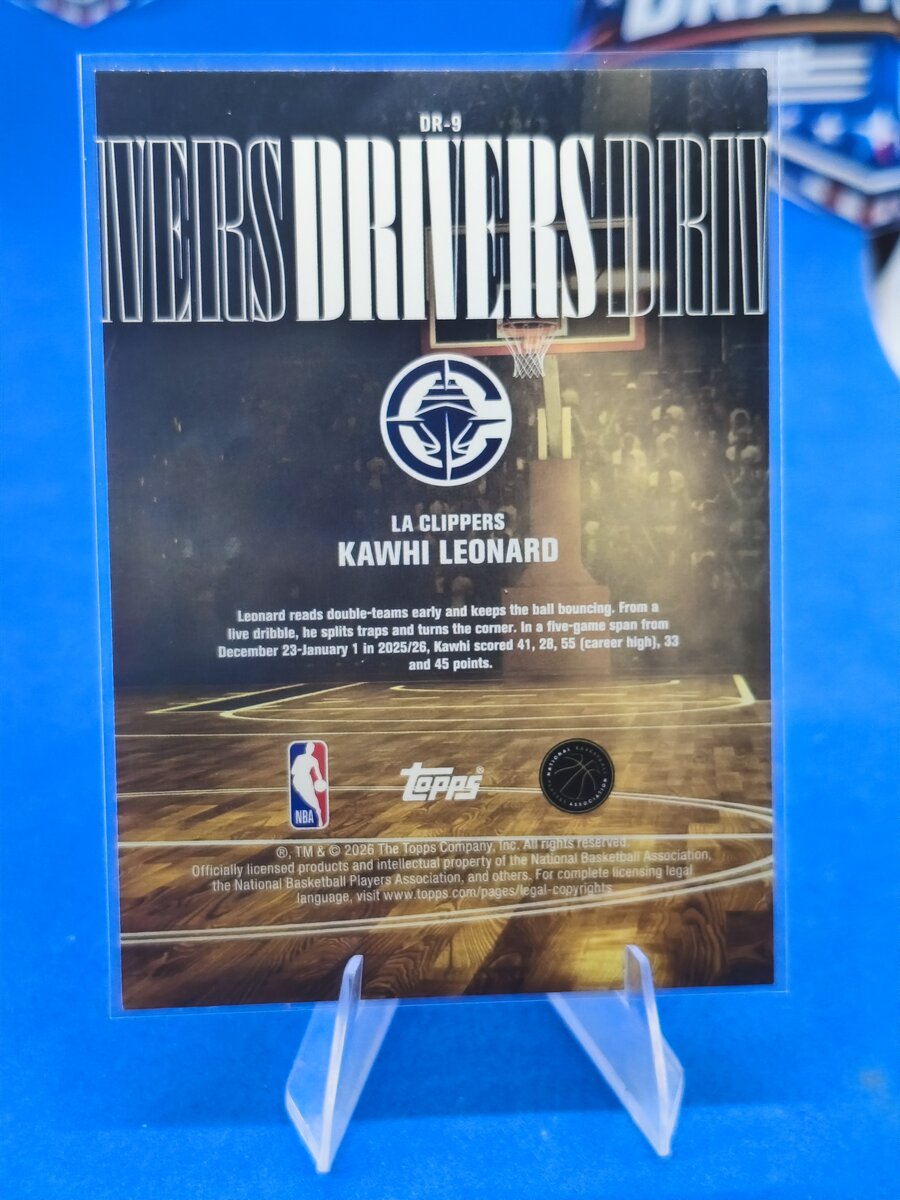 DR-9
IVERS DRIVERS DRIV
LA CLIPPERS
KAWHI LEONARD
Leonard reads double-teams early and keeps the ball bouncing. From a
live dribble, he splits traps and turns the corner. In a five-game span from
December 23-January 1 in 2025/26, Kawhi scored 41, 28, 55 (career high), 33
and 45 points.
NBA
topps®
NATIONAL BASKETBALL
PLAYERS ASSOCIATION
®, TM & © 2026 The Topps Company, Inc. All rights reserved.
Officially licensed products and intellectual property of the National Basketball Association,
the National Basketball Players Association, and others. For complete licensing legal
language, visit www.topps.com/pages/legal-copyrights